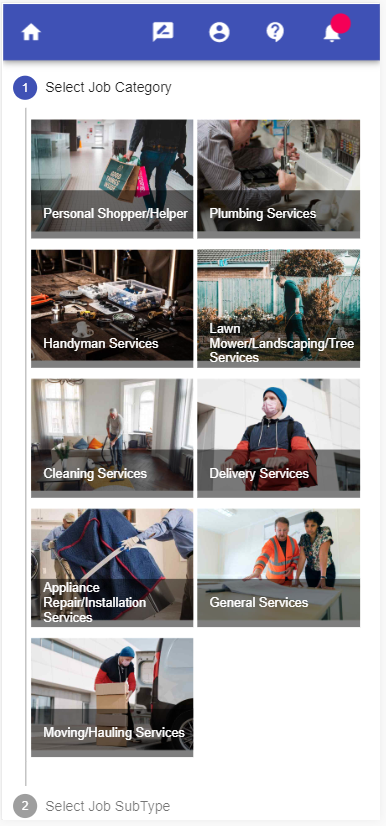 1 Select Job Category
Personal Shopper/Helper
Plumbing Services
Handyman Services
Lawn
Mower/Landscaping/Tree
Services
Cleaning Services
Delivery Services
Appliance
Repair/Installation
Services
General Services
Moving/Hauling Services
2 Select Job SubType